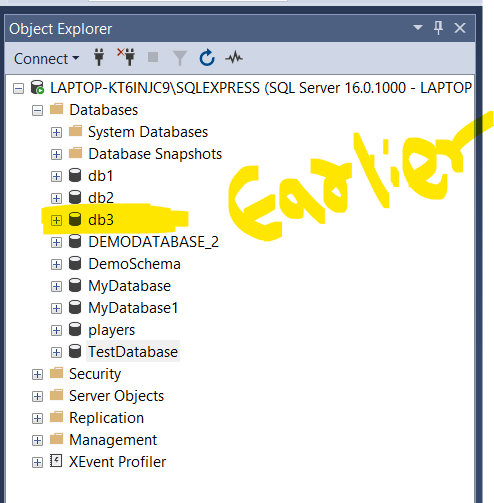 Object Explorer
Connect
LAPTOP-KT6INJC9\SQLEXPRESS (SQL Server 16.0.1000 - LAPTOP
Databases
System Databases
Database Snapshots
db1
db2
db3
Earlier
DEMODATABASE_2
DemoSchema
MyDatabase
MyDatabase1
players
TestDatabase
Security
Server Objects
Replication
Management
XEvent Profiler